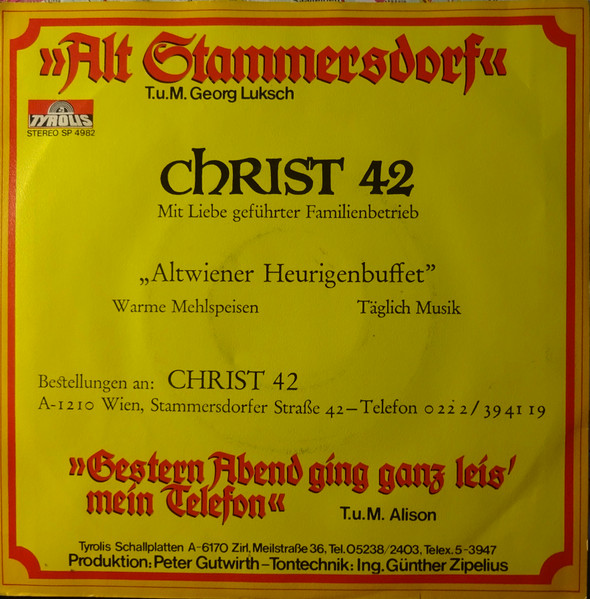 »Alt Stammersdorf«
T.u.M. Georg Luksch
TYROLIS
STEREO SP 4982
CHRIST 42
Mit Liebe geführter Familienbetrieb
„Altwiener Heurigenbuffet”
Warme Mehlspeisen Täglich Musik
Bestellungen an: CHRIST 42
A-1210 Wien, Stammersdorfer Straße 42–Telefon 0222/394119
»Gestern Abend ging ganz leis'
mein Telefon«
T.u.M. Alison
Tyrolis Schallplatten A-6170 Zirl, Meilstraße 36, Tel. 05238/2403, Telex. 5-3947
Produktion: Peter Gutwirth–Tontechnik: Ing. Günther Zipelius